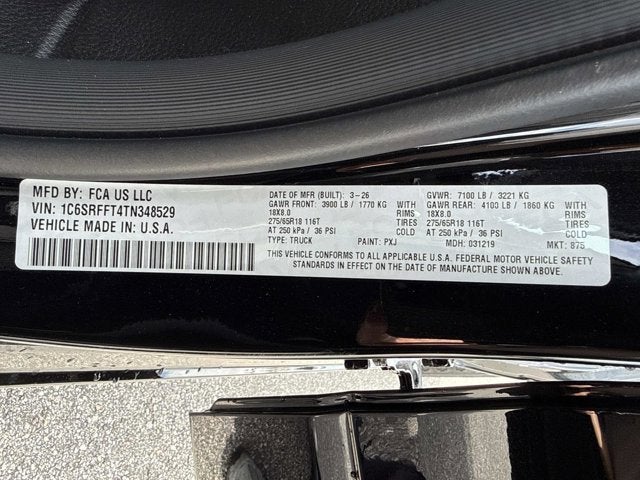 MFD BY: FCA US LLC
VIN: 1C6SRFFT4TN348529
VEHICLE MADE IN: U.S.A.
DATE OF MFR (BUILT): 3-26
GAWR FRONT: 3900 LB / 1770 KG WITH
18X8.0 RIMS
275/65R18 116T TIRES
AT 250 kPa / 36 PSI COLD
TYPE: TRUCK PAINT: PXJ
GVWR: 7100 LB / 3221 KG
GAWR REAR: 4100 LB / 1860 KG WITH
18X8.0 RIMS
275/65R18 116T TIRES
AT 250 kPa / 36 PSI COLD
MDH: 031219 MKT: 875
THIS VEHICLE CONFORMS TO ALL APPLICABLE U.S.A. FEDERAL MOTOR VEHICLE SAFETY
STANDARDS IN EFFECT ON THE DATE OF MANUFACTURE SHOWN ABOVE.